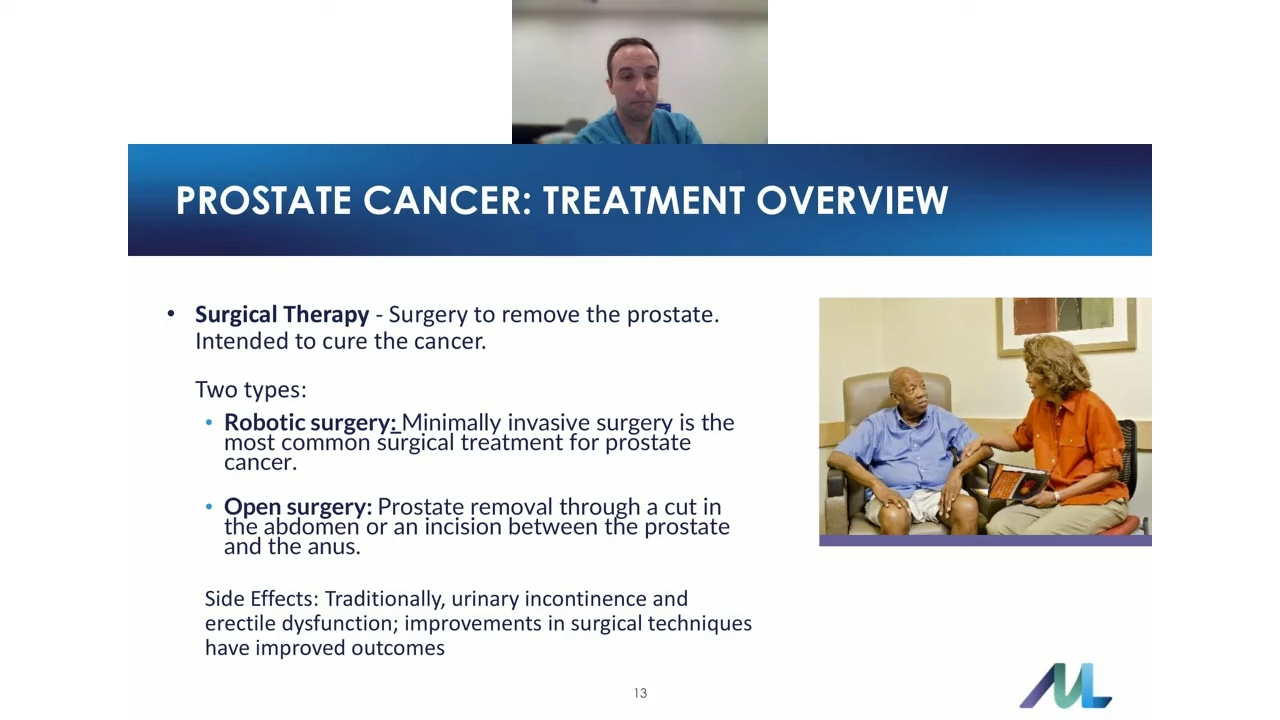 PROSTATE CANCER: TREATMENT OVERVIEW
• Surgical Therapy - Surgery to remove the prostate.
Intended to cure the cancer.
Two types:
• Robotic surgery: Minimally invasive surgery is the
most common surgical treatment for prostate
cancer.
• Open surgery: Prostate removal through a cut in
the abdomen or an incision between the prostate
and the anus.
Side Effects: Traditionally, urinary incontinence and
erectile dysfunction; improvements in surgical techniques
have improved outcomes
13